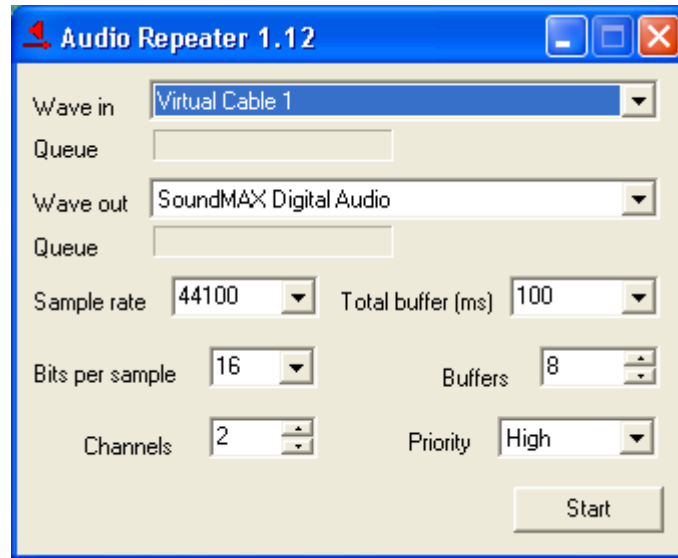 Audio Repeater 1.12
Wave in Virtual Cable 1
Queue
Wave out SoundMAX Digital Audio
Queue
Sample rate 44100 Total buffer (ms) 100
Bits per sample 16 Buffers 8
Channels 2 Priority High
Start